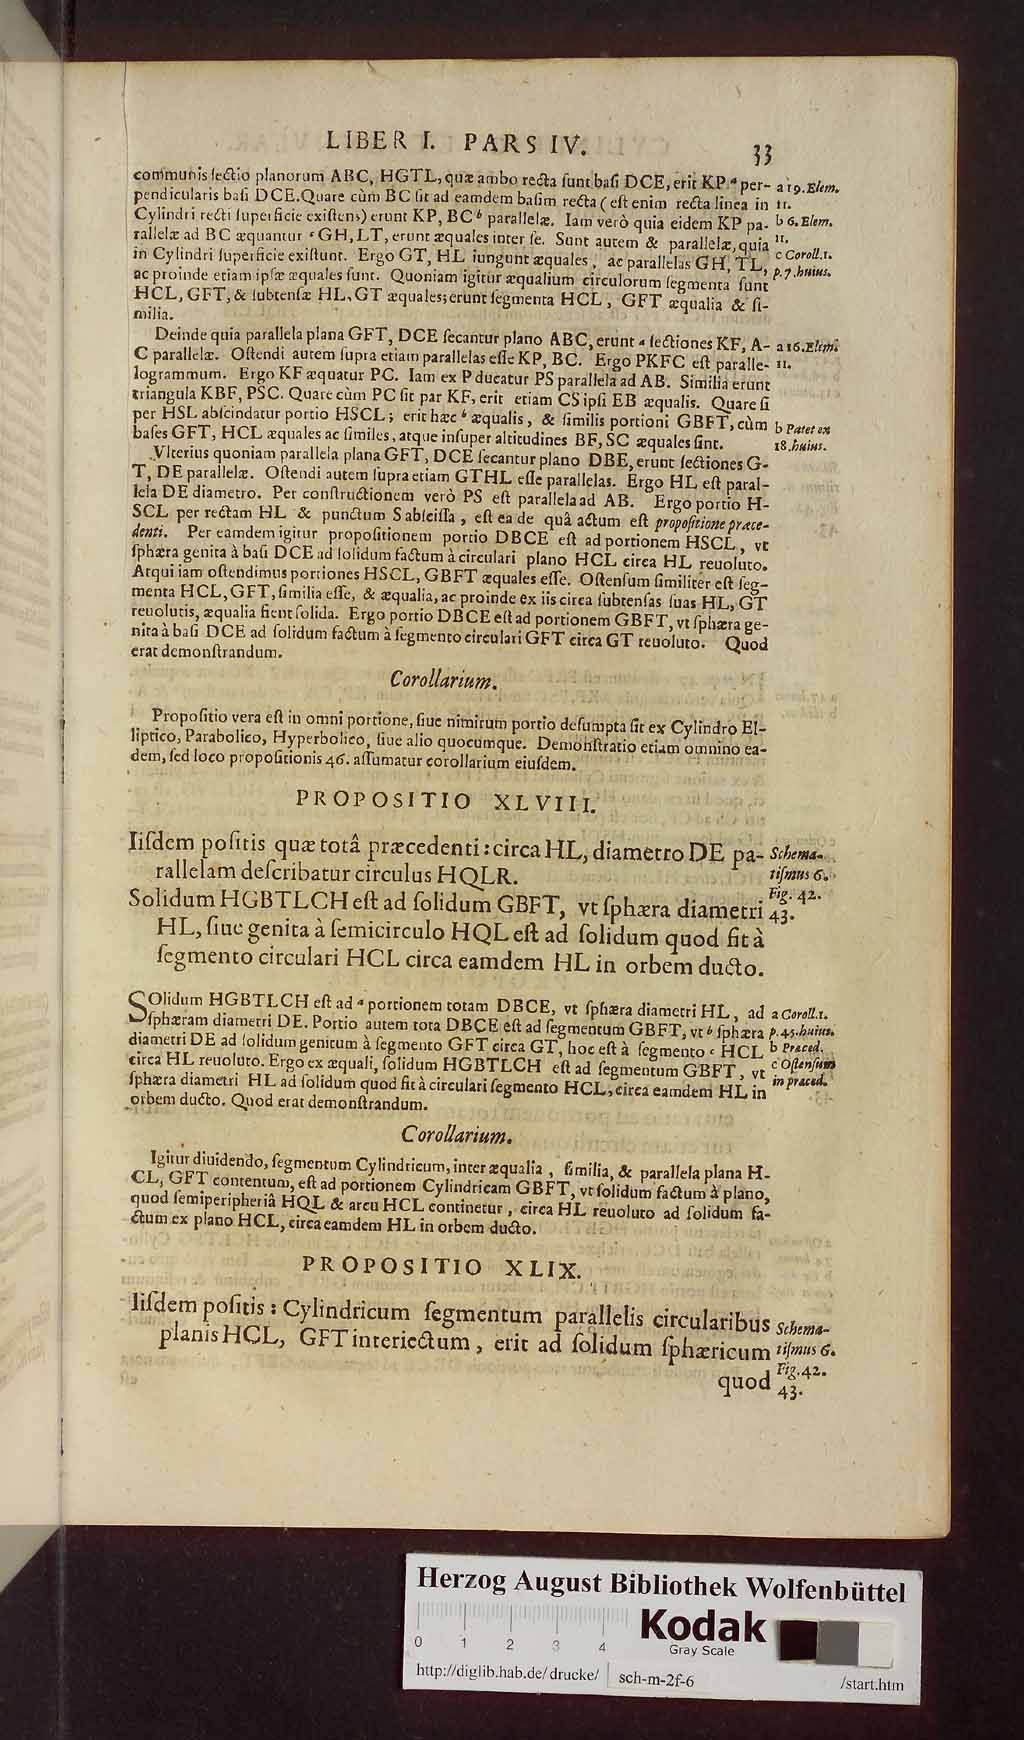 LIBER I. PARS IV. 33
communis ſectio planorum ABC, HGTL, quæ ambo recta ſunt baſi DCE, erit KP ᵃ per- a 19. Elem.
pendicularis baſi DCE. Quare cùm BC ſit ad eamdem baſim recta (eſt enim recta linea in 11.
Cylindri recti ſuperficie exiſtens) erunt KP, BC ᵇ parallelæ. Iam verò quia eidem KP pa- b 6. Elem.
rallelæ ad BC æquantur ᶜ GH, LT, erunt æquales inter ſe. Sunt autem & parallelæ, quia 11.
in Cylindri ſuperficie exiſtunt. Ergo GT, HL iungunt æquales, ac parallelas GH, TL, c Coroll. 1.
ac proinde etiam ipſæ æquales ſunt. Quoniam igitur æqualium circulorum ſegmenta ſunt p. 7. huius.
HCL, GFT, & ſubtenſæ HL, GT æquales; erunt ſegmenta HCL, GFT æqualia & ſi-
milia.
Deinde quia parallela plana GFT, DCE ſecantur plano ABC, erunt ᵃ ſectiones KF, A- a 16. Elem.
C parallelæ. Oſtendi autem ſupra etiam parallelas eſſe KP, BC. Ergo PKFC eſt paralle- 11.
logrammum. Ergo KF æquatur PC. Iam ex P ducatur PS parallela ad AB. Similia erunt
triangula KBF, PSC. Quare cùm PC ſit par KF, erit etiam CS ipſi EB æqualis. Quare ſi
per HSL abſcindatur portio HSCL; erit hæc ᵇ æqualis, & ſimilis portioni GBFT, cùm b Patet ex
baſes GFT, HCL æquales ac ſimiles, atque inſuper altitudines BF, SC æquales ſint. 18. huius.
Vlterius quoniam parallela plana GFT, DCE ſecantur plano DBE, erunt ſectiones G-
T, DE parallelæ. Oſtendi autem ſupra etiam GTHL eſſe parallelas. Ergo HL eſt paral-
lela DE diametro. Per conſtructionem verò PS eſt parallela ad AB. Ergo portio H-
SCL per rectam HL & punctum S abſciſſa, eſt ea de quâ actum eſt propoſitione præce-
denti. Per eamdem igitur propoſitionem portio DBCE eſt ad portionem HSCL, vt
ſphæra genita à baſi DCE ad ſolidum factum à circulari plano HCL circa HL reuoluto.
Atqui iam oſtendimus portiones HSCL, GBFT æquales eſſe. Oſtenſum ſimiliter eſt ſeg-
menta HCL, GFT, ſimilia eſſe, & æqualia, ac proinde ex iis circa ſubtenſas ſuas HL, GT
reuolutis, æqualia fient ſolida. Ergo portio DBCE eſt ad portionem GBFT, vt ſphæra ge-
nita à baſi DCE ad ſolidum factum à ſegmento circulari GFT circa GT reuoluto. Quod
erat demonſtrandum.
Corollarium.
Propoſitio vera eſt in omni portione, ſiue nimirum portio deſumpta ſit ex Cylindro El-
liptico, Parabolico, Hyperbolico, ſiue alio quocumque. Demonſtratio etiam omnino ea-
dem, ſed loco propoſitionis 46. aſſumatur corollarium eiuſdem.
PROPOSITIO XLVIII.
Iiſdem poſitis quæ totâ præcedenti: circa HL, diametro DE pa- Schema-
rallelam deſcribatur circulus HQLR. tiſmus 6.
Solidum HGBTLCH eſt ad ſolidum GBFT, vt ſphæra diametri Fig. 42.
HL, ſiue genita à ſemicirculo HQL eſt ad ſolidum quod fit à 43.
ſegmento circulari HCL circa eamdem HL in orbem ducto.
SOlidum HGBTLCH eſt ad ᵃ portionem totam DBCE, vt ſphæra diametri HL, ad a Coroll. 1.
ſphæram diametri DE. Portio autem tota DBCE eſt ad ſegmentum GBFT, vt ᵇ ſphæra p. 45. huius.
diametri DE ad ſolidum genitum à ſegmento GFT circa GT, hoc eſt à ſegmento ᶜ HCL b Præced.
circa HL reuoluto. Ergo ex æquali, ſolidum HGBTLCH eſt ad ſegmentum GBFT, vt c Oſtenſum
ſphæra diametri HL ad ſolidum quod fit à circulari ſegmento HCL, circa eamdem HL in in præced.
orbem ducto. Quod erat demonſtrandum.
Corollarium.
Igitur diuidendo, ſegmentum Cylindricum, inter æqualia, ſimilia, & parallela plana H-
CL, GFT contentum, eſt ad portionem Cylindricam GBFT, vt ſolidum factum à plano,
quod ſemiperipheriâ HQL & arcu HCL continetur, circa HL reuoluto ad ſolidum fa-
ctum ex plano HCL, circa eamdem HL in orbem ducto.
PROPOSITIO XLIX.
Iiſdem poſitis: Cylindricum ſegmentum parallelis circularibus Schema-
planis HCL, GFT interiectum, erit ad ſolidum ſphæricum tiſmus 6.
quod Fig. 42.
43.
Herzog August Bibliothek Wolfenbüttel
Kodak
0 1 2 3 4
Gray Scale
http://diglib.hab.de/drucke/ sch-m-2f-6 /start.htm